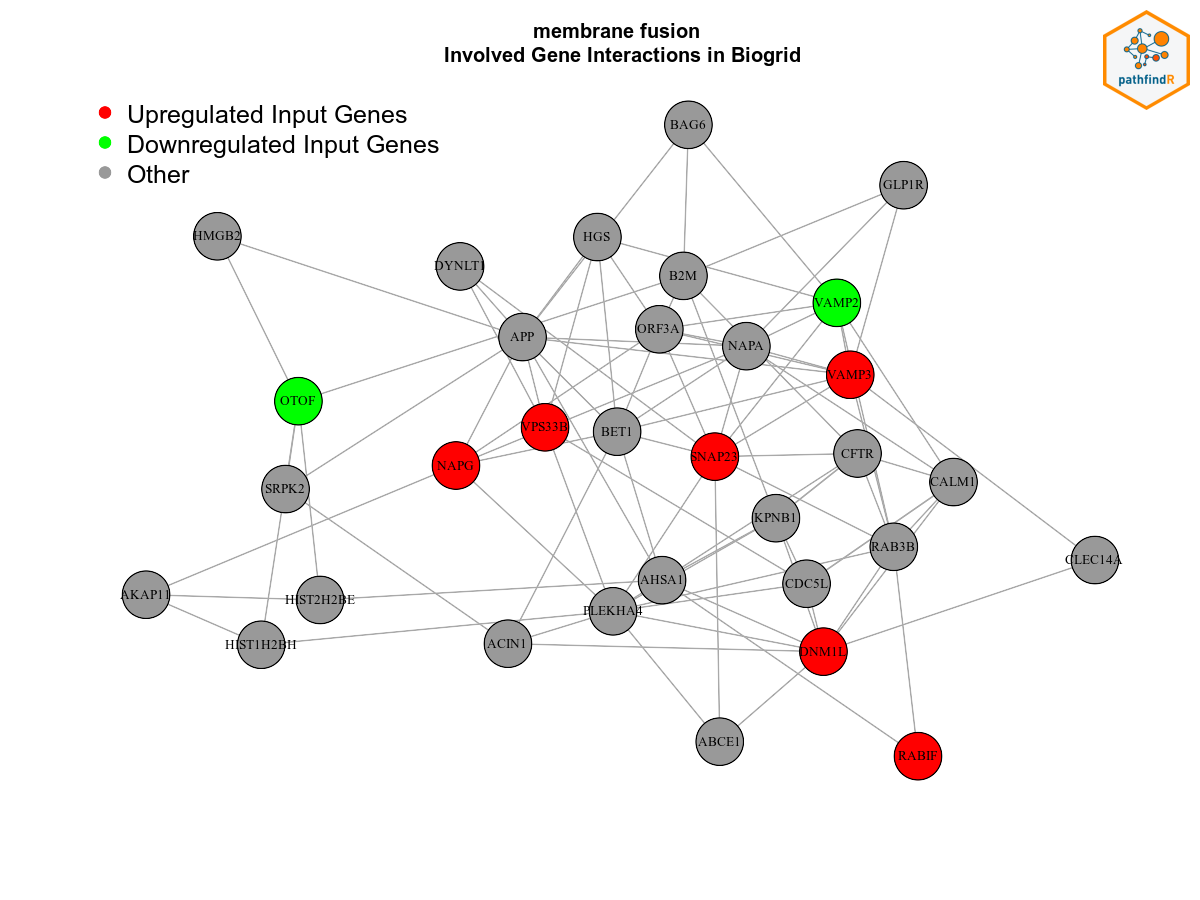 membrane fusion
Involved Gene Interactions in Biogrid
pathfindR
Upregulated Input Genes
Downregulated Input Genes
Other
BAG6
GLP1R
HMGB2
HGS
DYNLT1
B2M
VAMP2
ORF3A
APP
NAPA
VAMP3
OTOF
VPS33B
BET1
CFTR
SNAP23
NAPG
CALM1
SRPK2
KPNB1
RAB3B
CLEC14A
AHSA1
CDC5L
AKAP11
HIST2H2BE
PLEKHA4
HIST1H2BH
ACIN1
DNM1L
ABCE1
RABIF